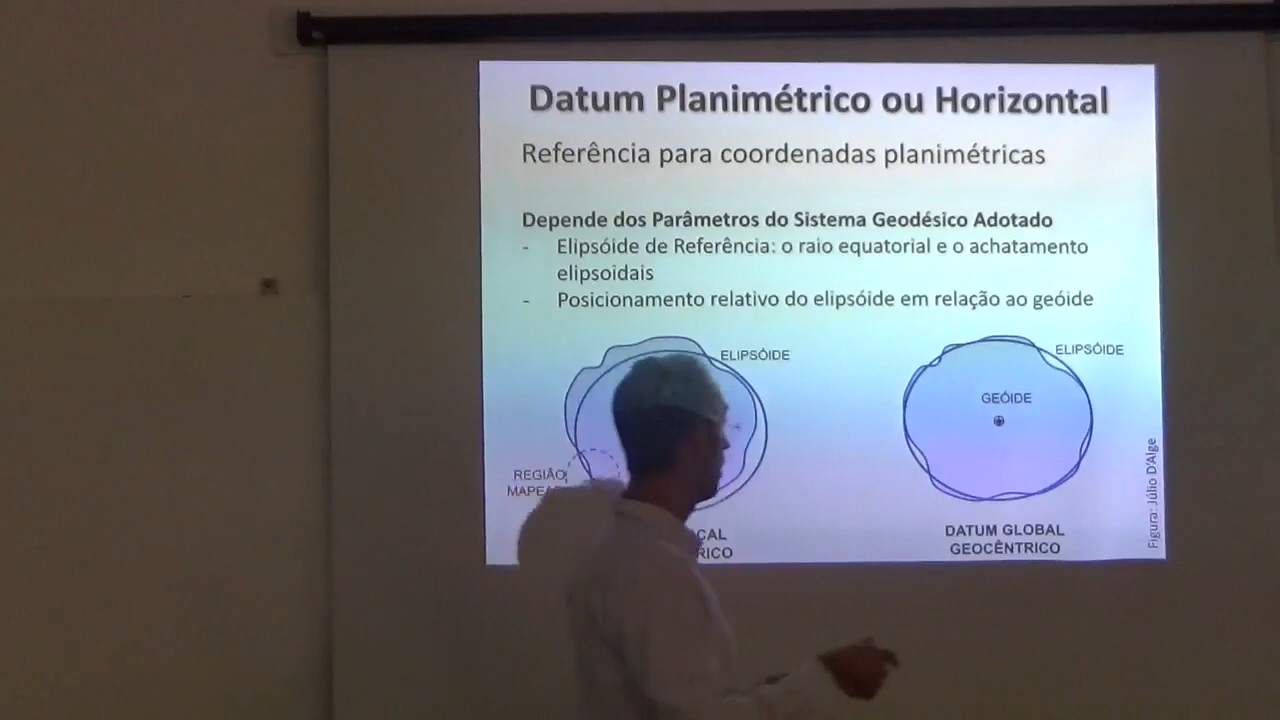 Datum Planimétrico ou Horizontal
Referência para coordenadas planimétricas
Depende dos Parâmetros do Sistema Geodésico Adotado
- Elipsóide de Referência: o raio equatorial e o achatamento
elipsoidais
- Posicionamento relativo do elipsóide em relação ao geóide
ELIPSÓIDE
REGIÃO
ELIPSÓIDE
GEÓIDE
DATUM GLOBAL
GEOCÊNTRICO
Figura: Júlio D'Alge